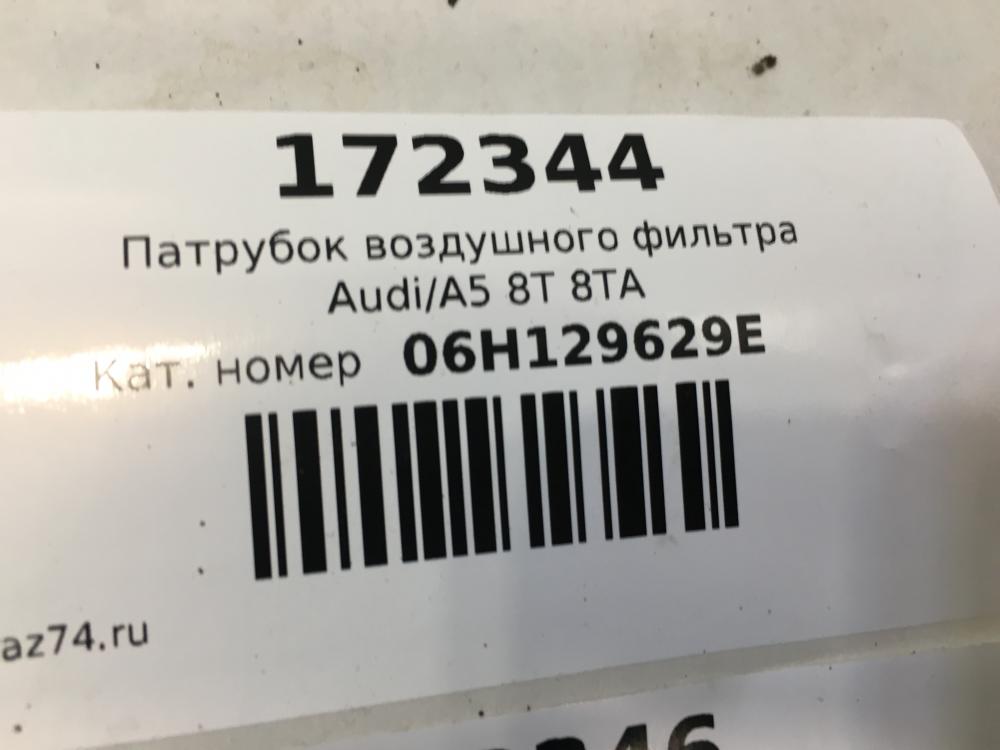 172344
Патрубок воздушного фильтра
Audi/A5 8T 8TA
Кат. номер 06H129629E
az74.ru